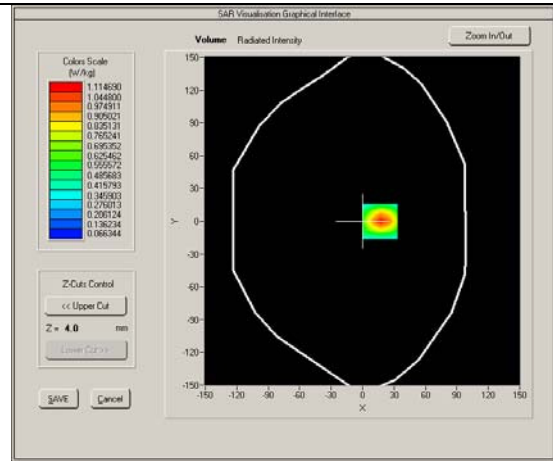 SAR Visualisation Graphical Interface
Volume Radiated Intensity
Zoom In/Out
Colors Scale
(W/kg)
1.114690
1.044800
0.974911
0.905021
0.835131
0.765241
0.695352
0.625462
0.555572
0.485683
0.415793
0.345903
0.276013
0.206124
0.136234
0.066344
Z-Cuts Control
<< Upper Cut
Z = 4.0 mm
Lower Cut >>
SAVE Cancel
150
120
90
60
30
0
-30
-60
-90
-120
-150
Y
-150 -120 -90 -60 -30 0 30 60 90 120 150
X